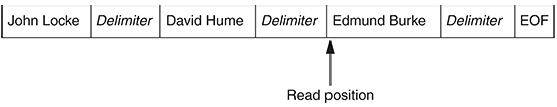 John Locke Delimiter David Hume Delimiter Edmund Burke Delimiter EOF
Read position